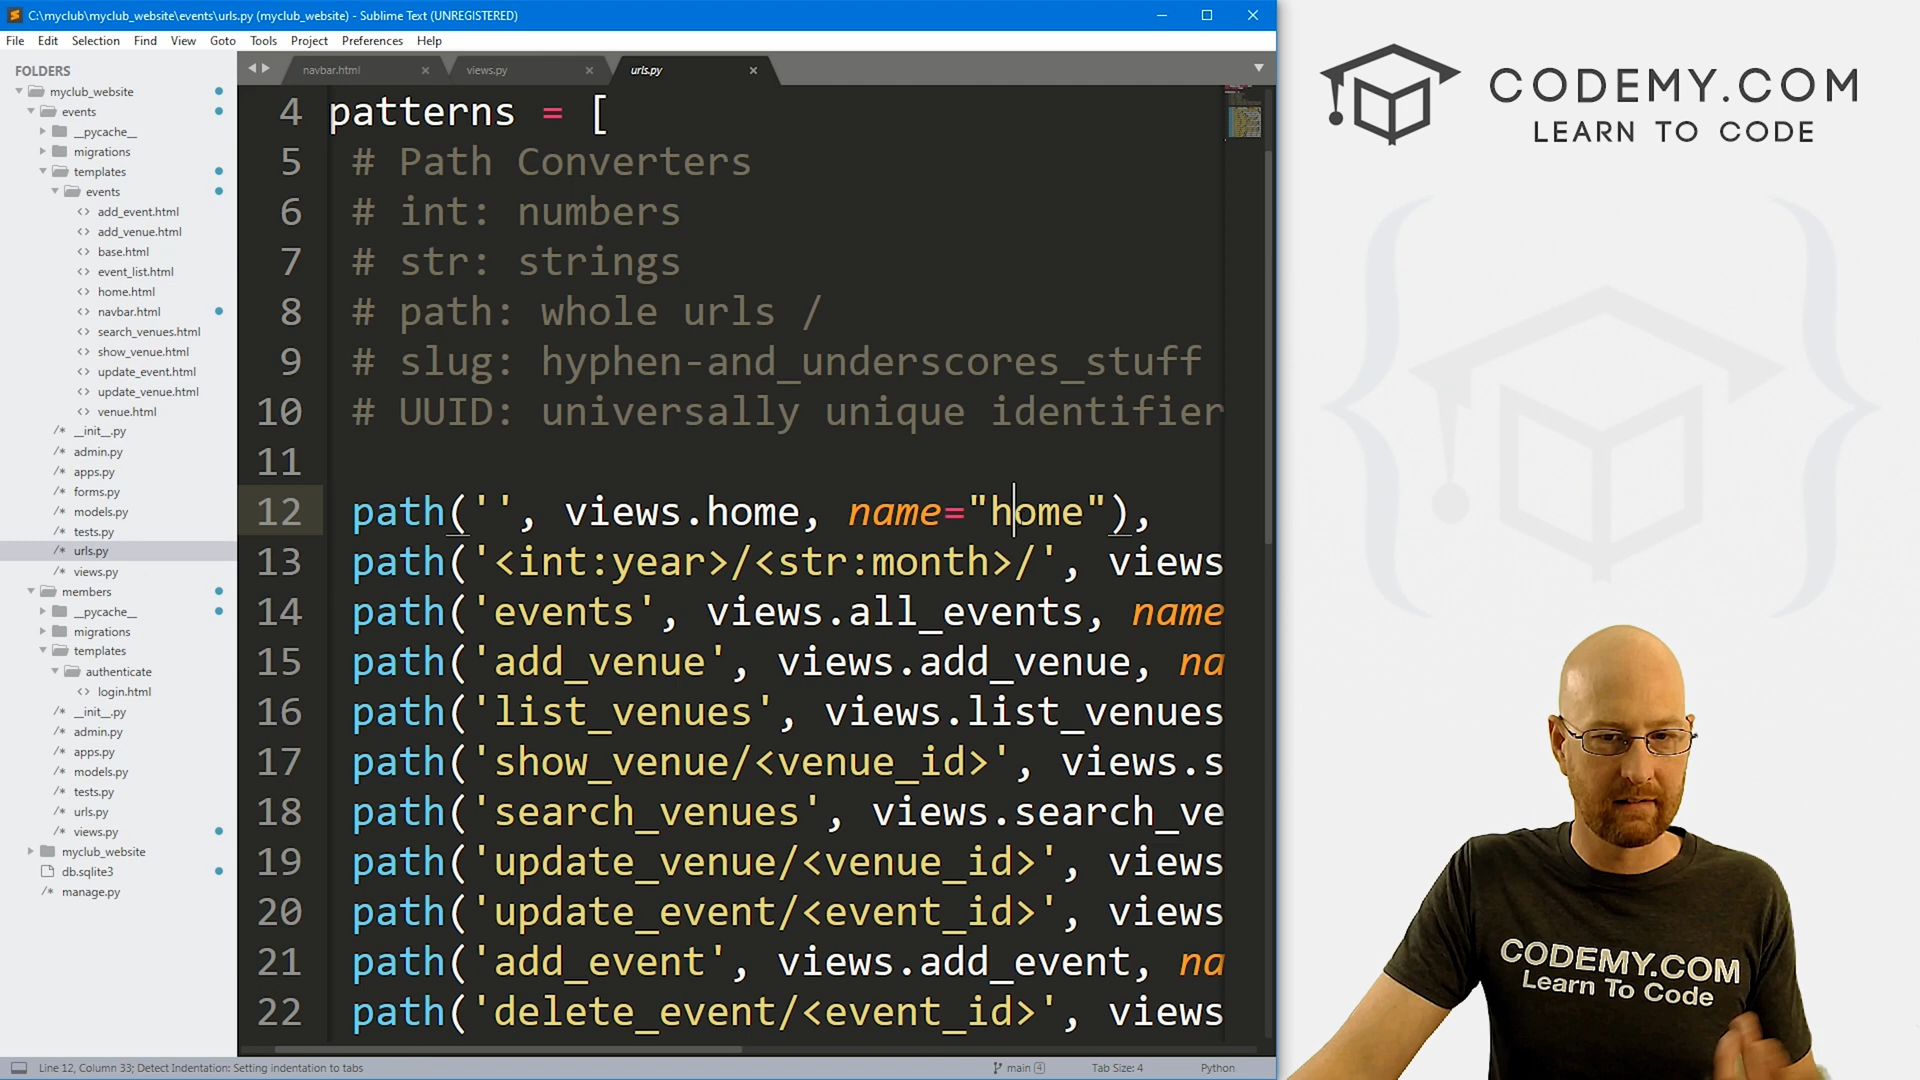 C:\myclub\myclub_website\events\urls.py (myclub_website) - Sublime Text (UNREGISTERED)
File Edit Selection Find View Goto Tools Project Preferences Help
FOLDERS
myclub_website
events
__pycache__
migrations
templates
events
add_event.html
add_venue.html
base.html
event_list.html
home.html
navbar.html
search_venues.html
show_venue.html
update_event.html
update_venue.html
venue.html
__init__.py
admin.py
apps.py
forms.py
models.py
tests.py
urls.py
views.py
members
__pycache__
migrations
templates
authenticate
login.html
__init__.py
admin.py
apps.py
models.py
tests.py
urls.py
views.py
myclub_website
db.sqlite3
manage.py
navbar.html views.py urls.py
4 patterns = [
5 # Path Converters
6 # int: numbers
7 # str: strings
8 # path: whole urls /
9 # slug: hyphen-and_underscores_stuff
10 # UUID: universally unique identifier
11
12 path('', views.home, name="home"),
13 path('<int:year>/<str:month>/', views
14 path('events', views.all_events, name
15 path('add_venue', views.add_venue, na
16 path('list_venues', views.list_venues
17 path('show_venue/<venue_id>', views.s
18 path('search_venues', views.search_ve
19 path('update_venue/<venue_id>', views
20 path('update_event/<event_id>', views
21 path('add_event', views.add_event, na
22 path('delete_event/<event_id>', views
Line 12, Column 33; Detect Indentation: Setting indentation to tabs
main 4
Tab Size: 4
Python
CODEMY.COM
LEARN TO CODE
CODEMY.COM
Learn To Code